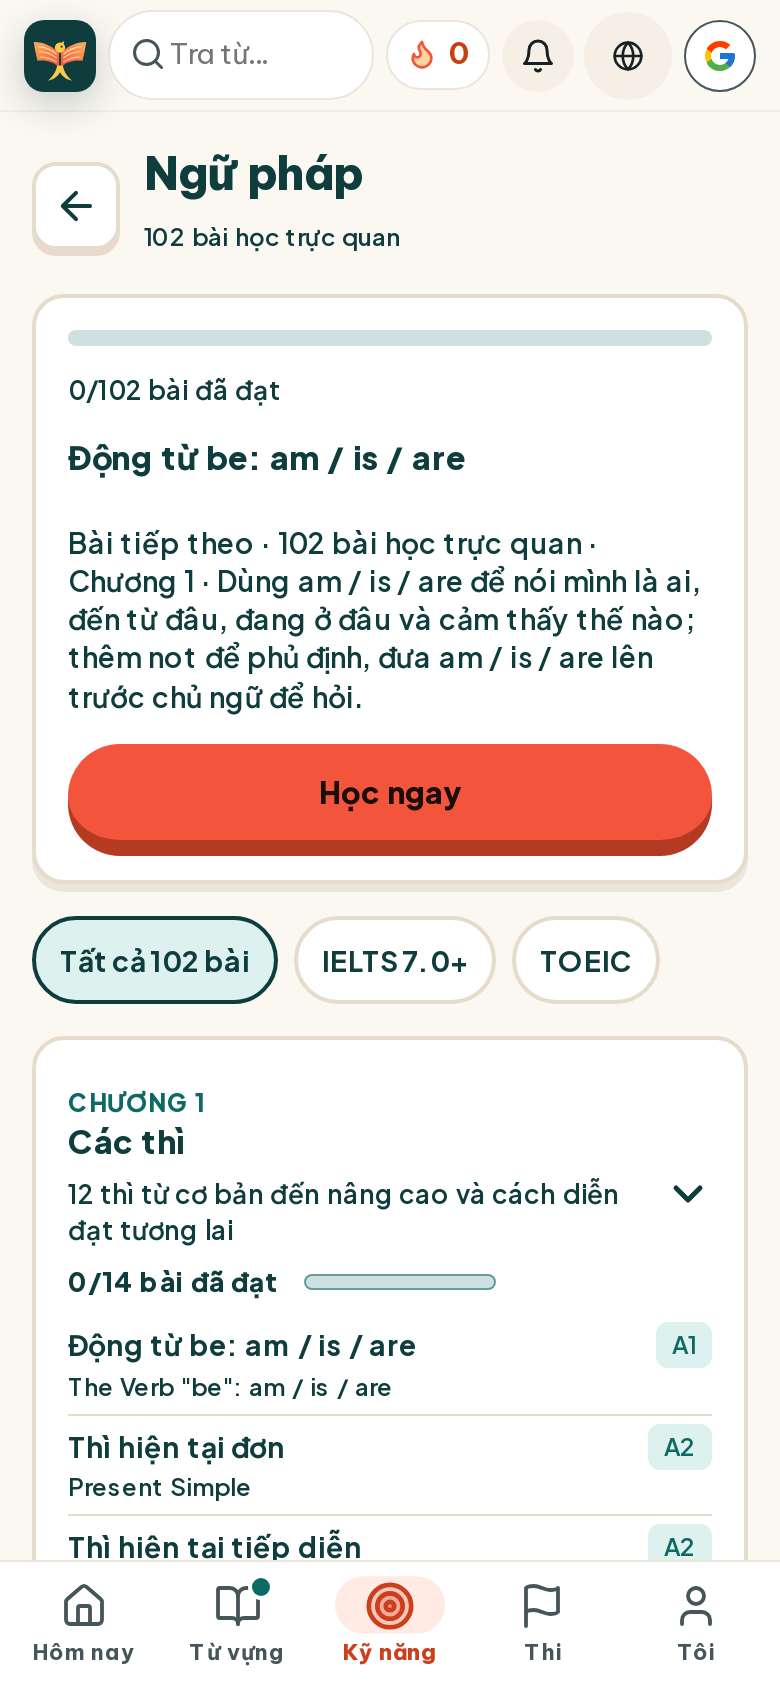 Tra từ...
0
Ngữ pháp
102 bài học trực quan
0/102 bài đã đạt
Động từ be: am / is / are
Bài tiếp theo · 102 bài học trực quan ·
Chương 1 · Dùng am / is / are để nói mình là ai,
đến từ đâu, đang ở đâu và cảm thấy thế nào;
thêm not để phủ định, đưa am / is / are lên
trước chủ ngữ để hỏi.
Học ngay
Tất cả 102 bài
IELTS 7.0+
TOEIC
CHƯƠNG 1
Các thì
12 thì từ cơ bản đến nâng cao và cách diễn
đạt tương lai
0/14 bài đã đạt
Động từ be: am / is / are
A1
The Verb "be": am / is / are
Thì hiện tại đơn
A2
Present Simple
Thì hiện tại tiếp diễn
A2
Hôm nay
Từ vựng
Kỹ năng
Thi
Tôi